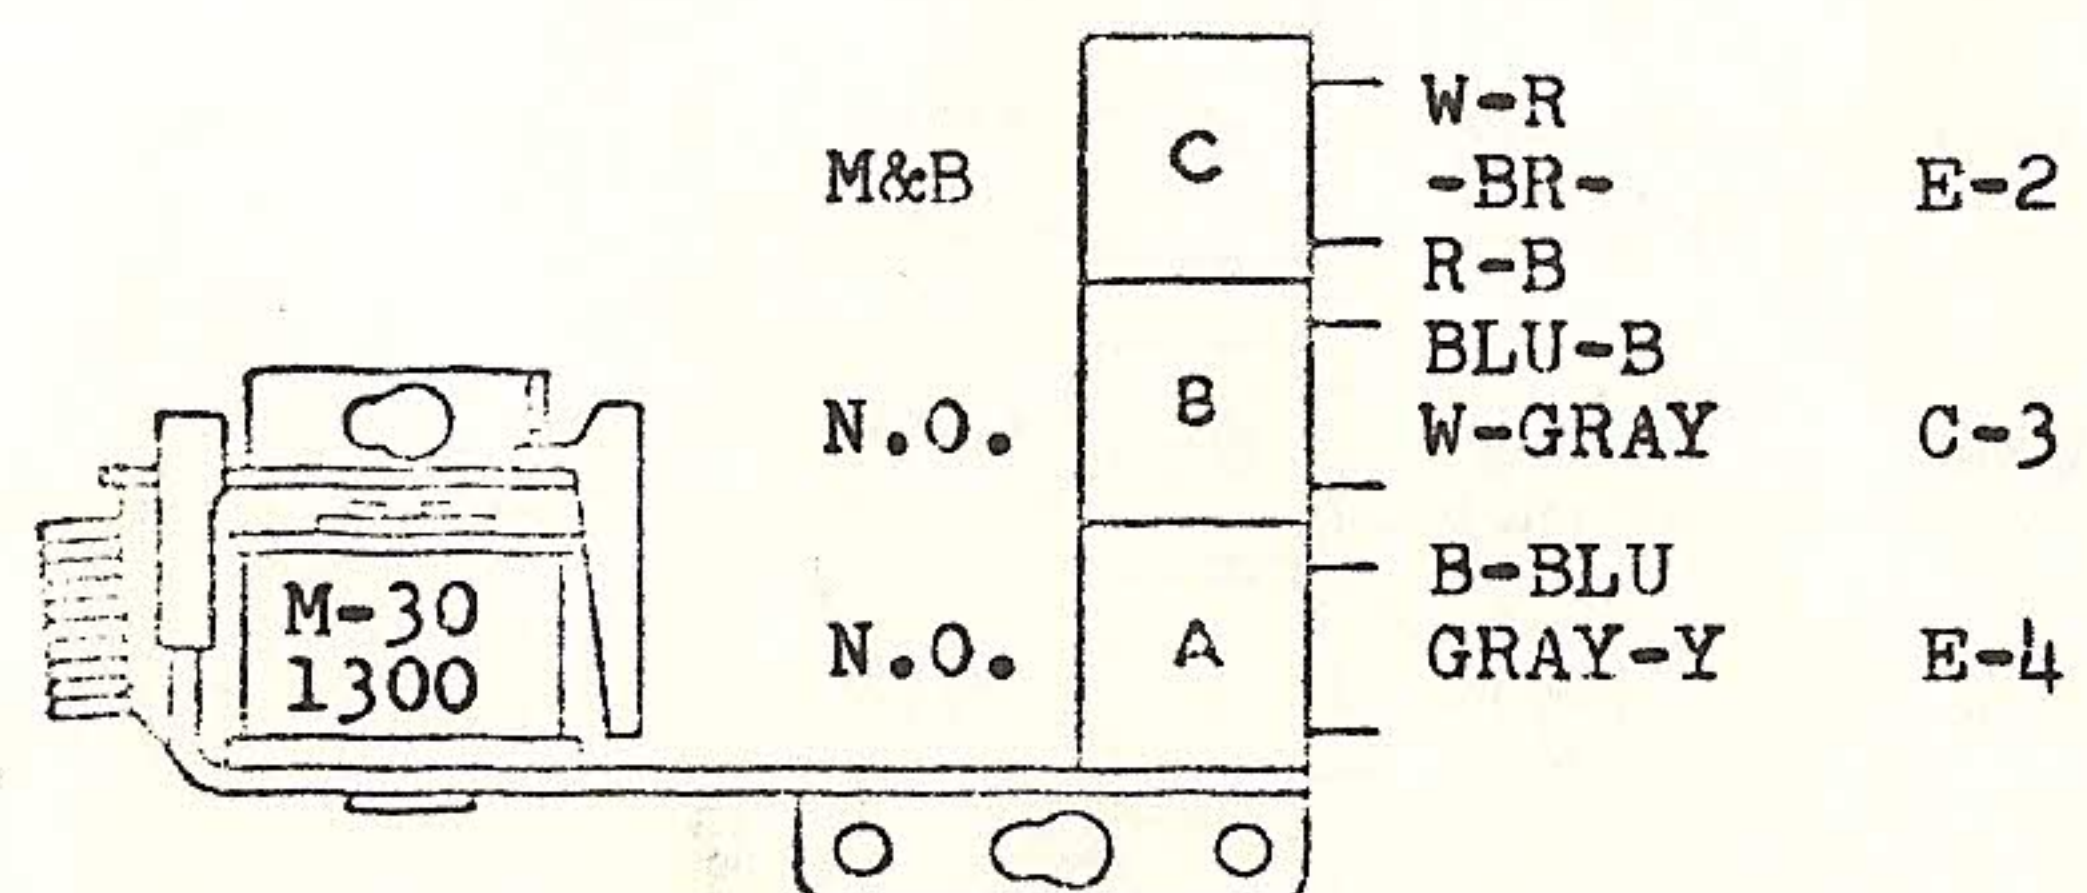 W-R
M&B C -BR- E-2
R-B
BLU-B
N.O. B W-GRAY C-3
B-BLU
N.O. A GRAY-Y E-4
M-30
1300